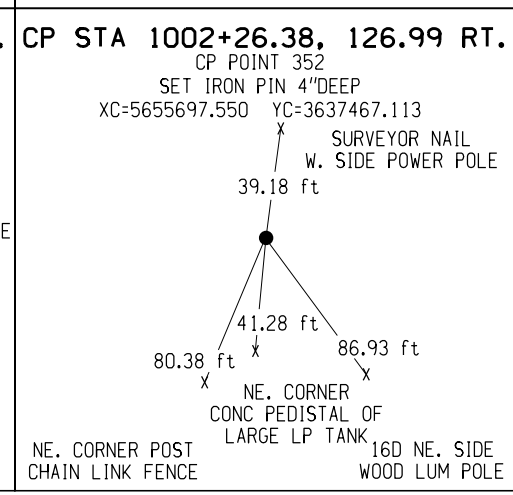 . CP STA 1002+26.38, 126.99 RT.
CP POINT 352
SET IRON PIN 4"DEEP
XC=5655697.550 YC=3637467.113
X
SURVEYOR NAIL
W. SIDE POWER POLE
39.18 ft
E
41.28 ft
86.93 ft
80.38 ft
X
X
X
NE. CORNER
CONC PEDISTAL OF
LARGE LP TANK
NE. CORNER POST
CHAIN LINK FENCE
16D NE. SIDE
WOOD LUM POLE